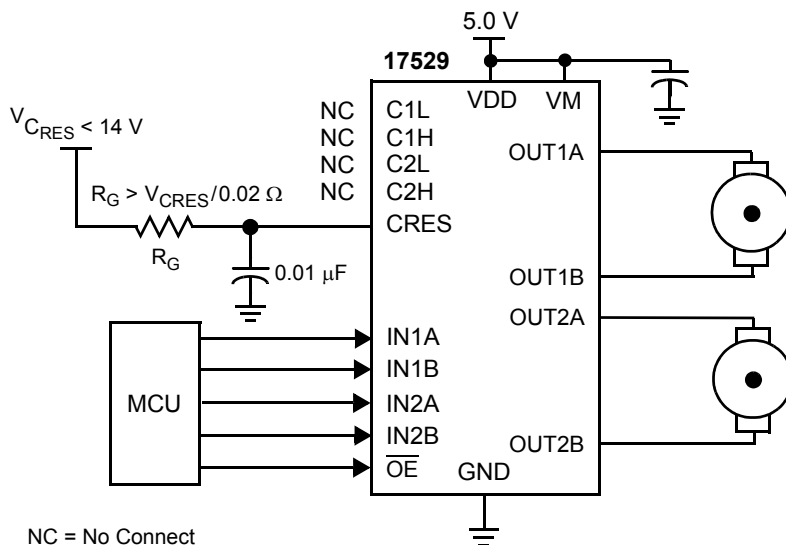 5.0 V
17529
VDD VM
V_CRES < 14 V
NC C1L
NC C1H
NC C2L
NC C2H
OUT1A
R_G > V_CRES/0.02 Ω
CRES
R_G
0.01 μF
OUT1B
OUT2A
MCU
IN1A
IN1B
IN2A
IN2B
OE
OUT2B
GND
NC = No Connect